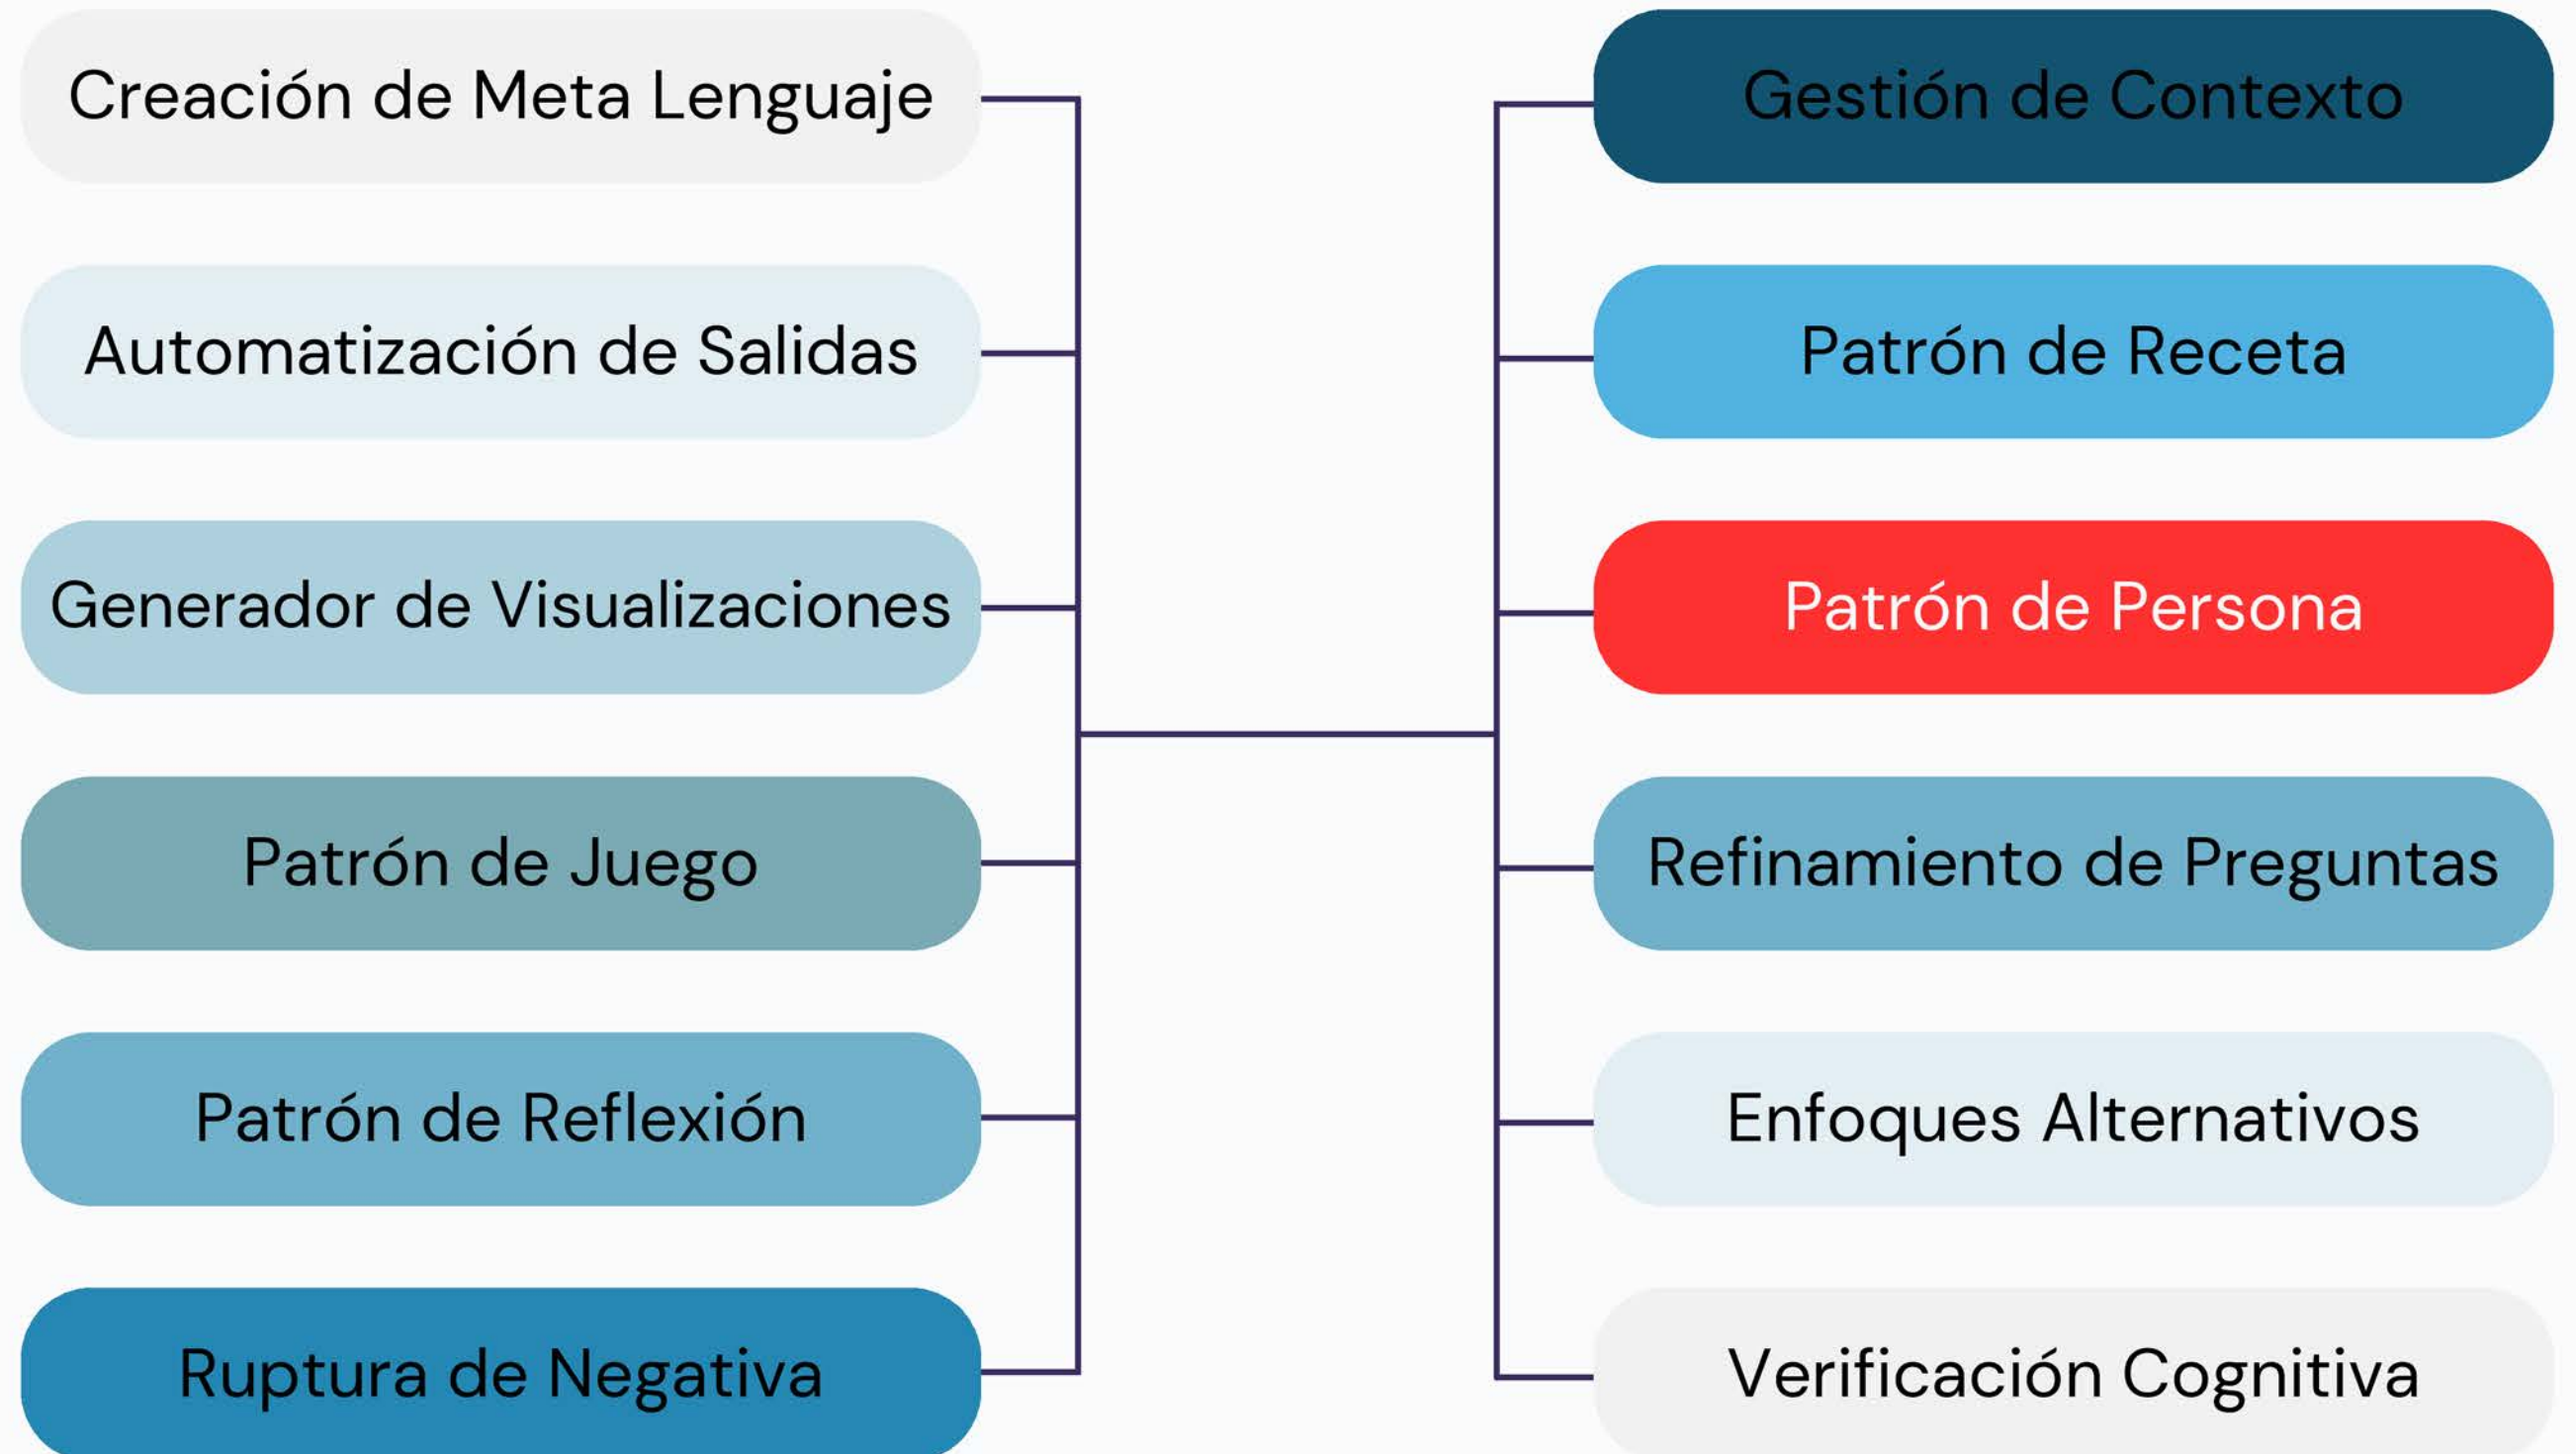 Creación de Meta Lenguaje
Automatización de Salidas
Generador de Visualizaciones
Patrón de Juego
Patrón de Reflexión
Ruptura de Negativa
Gestión de Contexto
Patrón de Receta
Patrón de Persona
Refinamiento de Preguntas
Enfoques Alternativos
Verificación Cognitiva